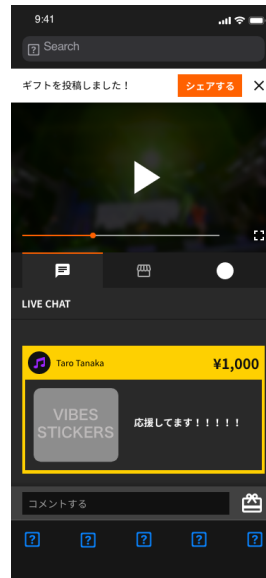 9:41
Search
ギフトを投稿しました！
シェアする
LIVE CHAT
Taro Tanaka
¥1,000
VIBES
STICKERS
応援してます！！！！！
コメントする